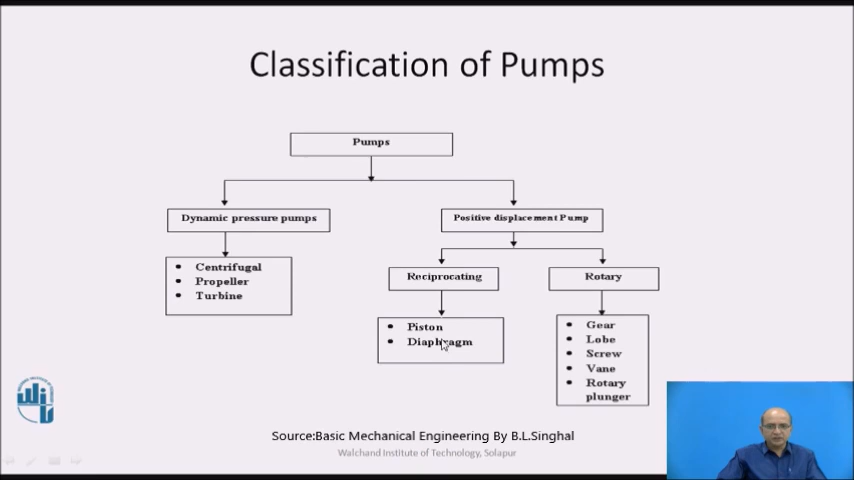 Classification of Pumps
Pumps
Dynamic pressure pumps
Positive displacement Pump
• Centrifugal
• Propeller
• Turbine
Reciprocating
Rotary
• Piston
• Diaphragm
• Gear
• Lobe
• Screw
• Vane
• Rotary
plunger
Source:Basic Mechanical Engineering By B.L.Singhal
Walchand Institute of Technology, Solapur